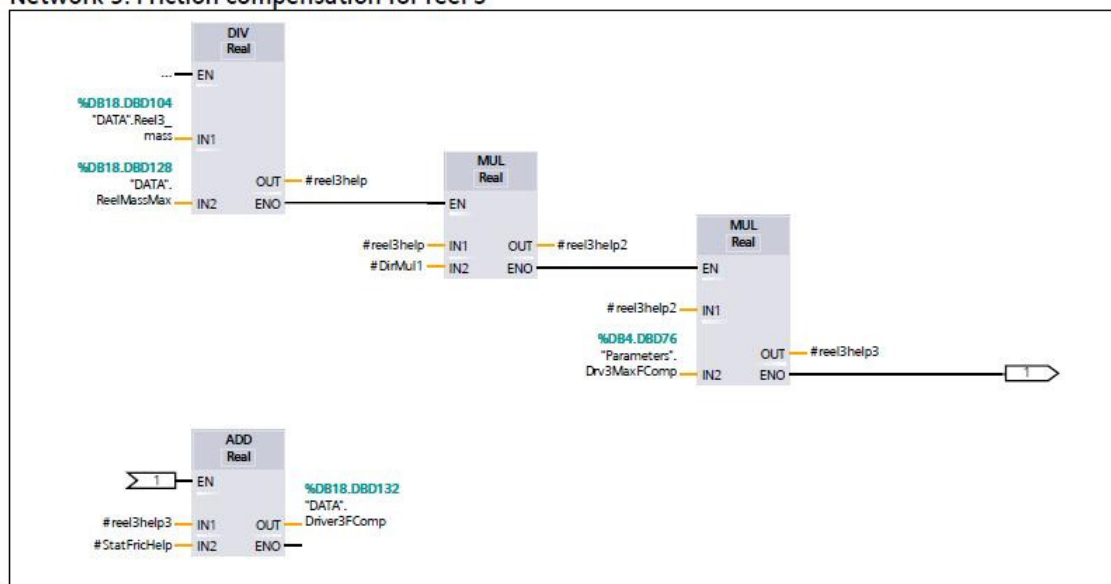 Network 5: Friction compensation for reel 3
DIV
Real
... EN
%DB18.DBD104
"DATA".Reel3_
mass IN1
%DB18.DBD128
"DATA". OUT #reel3help
ReelMassMax IN2 ENO
MUL
Real
EN
#reel3help IN1 OUT #reel3help2
#DirMul1 IN2 ENO
MUL
Real
EN
#reel3help2 IN1
%DB4.DBD76
"Parameters". OUT #reel3help3
Drv3MaxFComp IN2 ENO
1
ADD
Real
1 EN
%DB18.DBD132
"DATA".
#reel3help3 IN1 OUT Driver3FComp
#StatFricHelp IN2 ENO